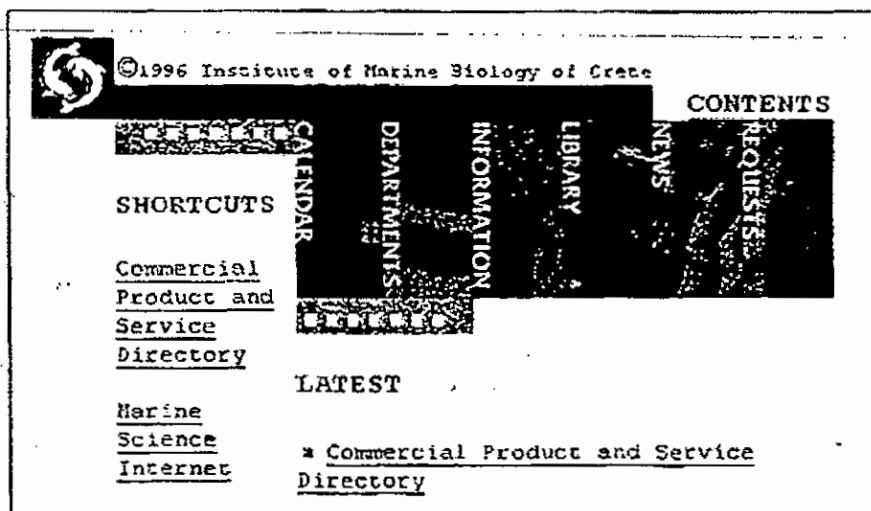 ©1996 Institute of Marine Biology of Crete
CONTENTS
CALENDAR
DEPARTMENTS
INFORMATION
LIBRARY
NEWS
REQUESTS
SHORTCUTS
Commercial
Product and
Service
Directory
Marine
Science
Internet
LATEST
Commercial Product and Service
Directory